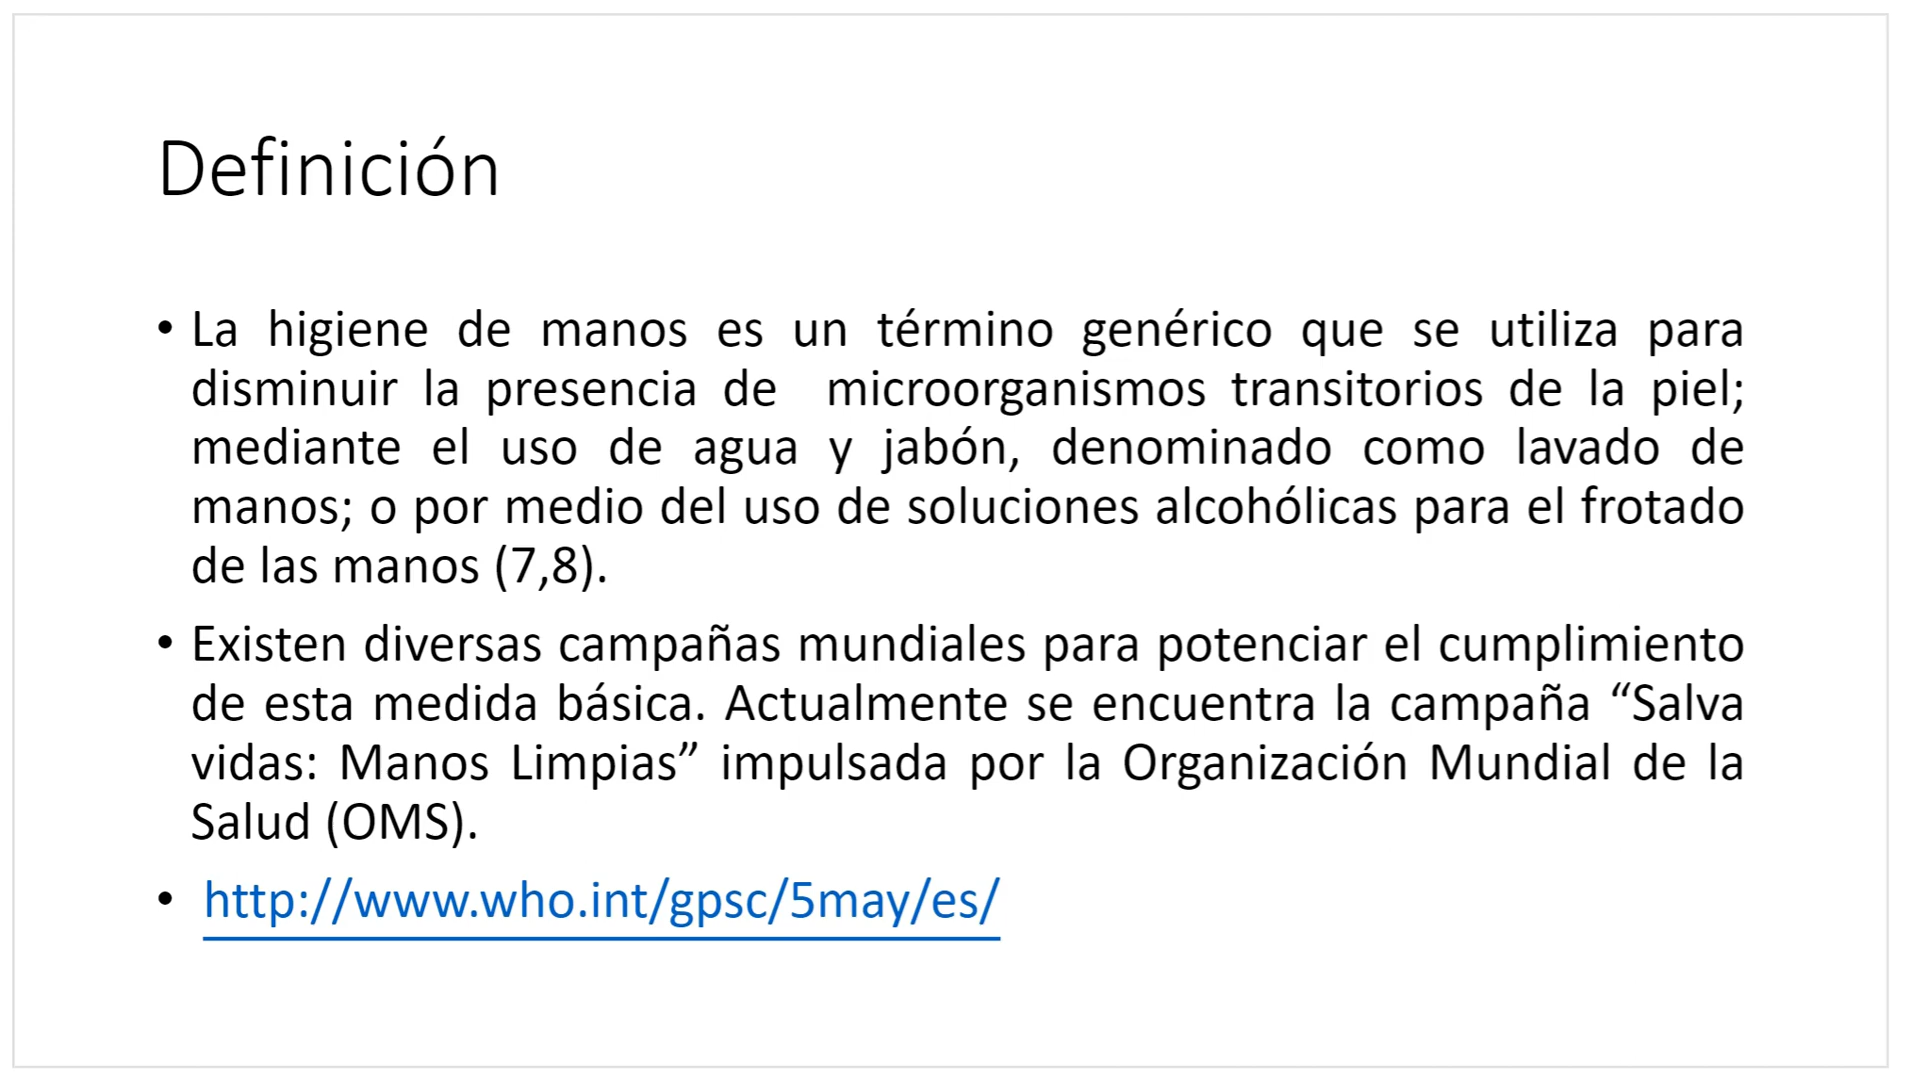 Definición
• La higiene de manos es un término genérico que se utiliza para
disminuir la presencia de microorganismos transitorios de la piel;
mediante el uso de agua y jabón, denominado como lavado de
manos; o por medio del uso de soluciones alcohólicas para el frotado
de las manos (7,8).
• Existen diversas campañas mundiales para potenciar el cumplimiento
de esta medida básica. Actualmente se encuentra la campaña “Salva
vidas: Manos Limpias” impulsada por la Organización Mundial de la
Salud (OMS).
• http://www.who.int/gpsc/5may/es/